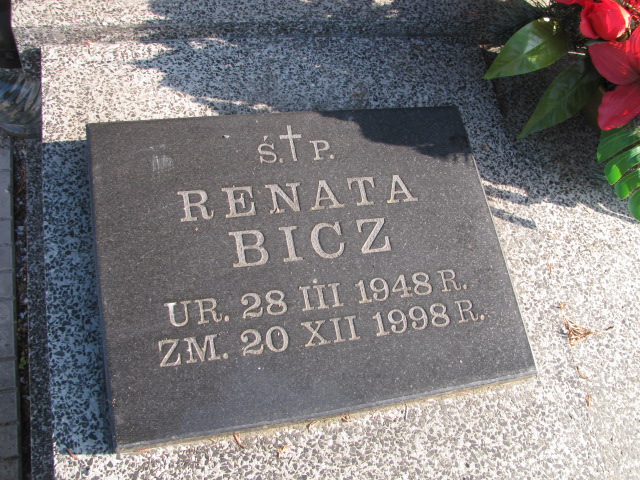 Ś.†P.
RENATA
BICZ
UR. 28 III 1948 R.
ZM. 20 XII 1998 R.